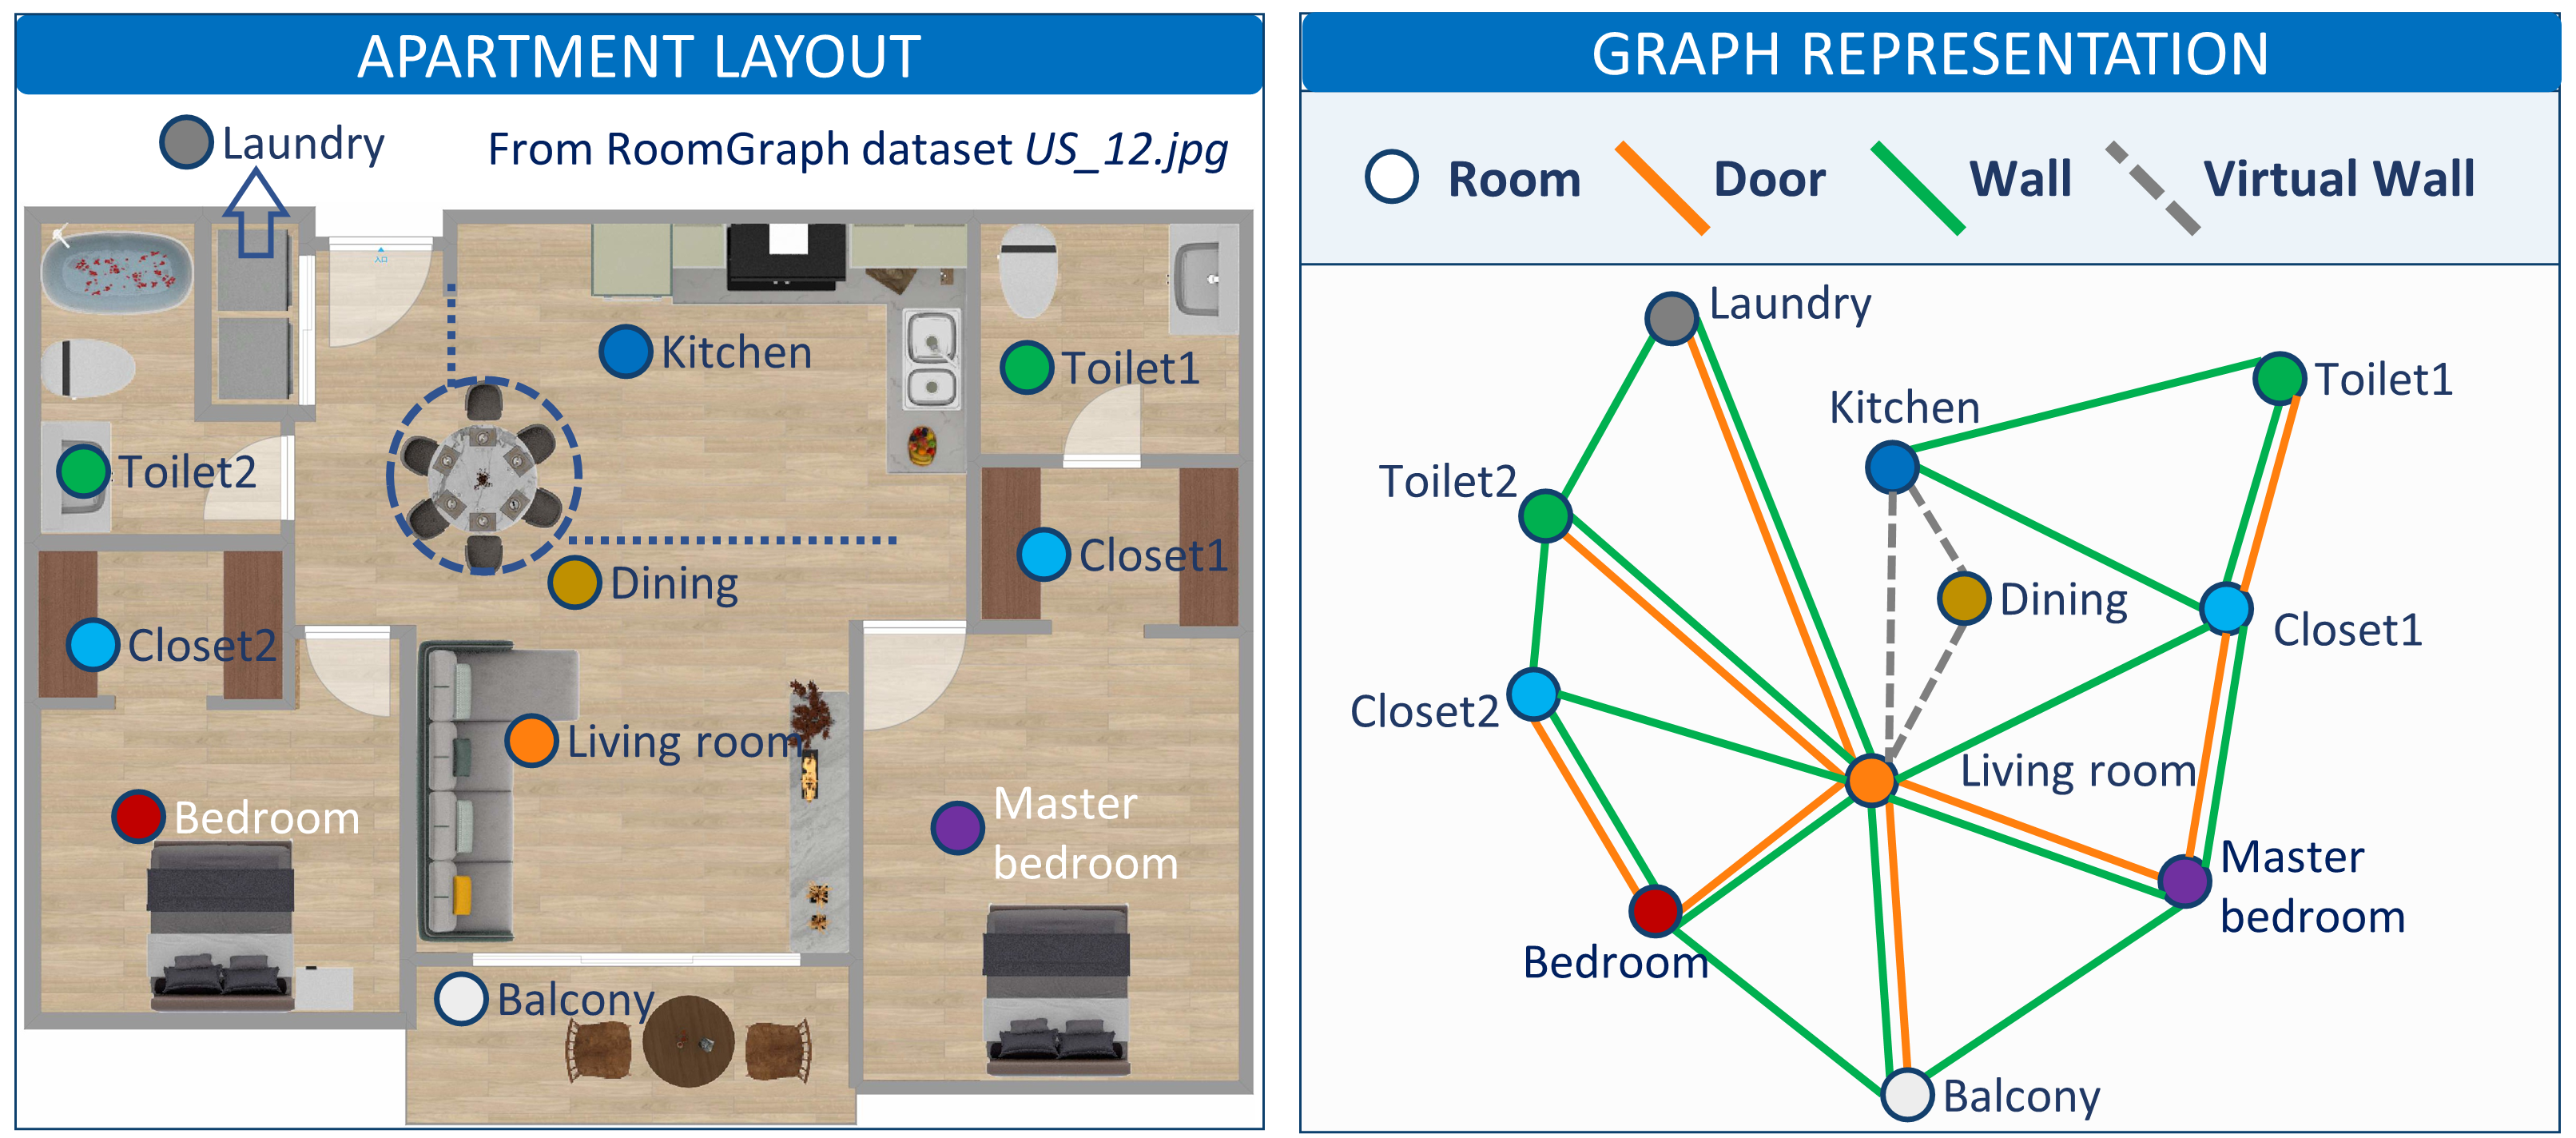 APARTMENT LAYOUT
Laundry
From RoomGraph dataset US_12.jpg
入口
Kitchen
Toilet1
Toilet2
Closet1
Dining
Closet2
Living room
Bedroom
Master
bedroom
Balcony
GRAPH REPRESENTATION
Room
Door
Wall
Virtual Wall
Laundry
Toilet1
Kitchen
Toilet2
Dining
Closet1
Closet2
Living room
Master
bedroom
Bedroom
Balcony